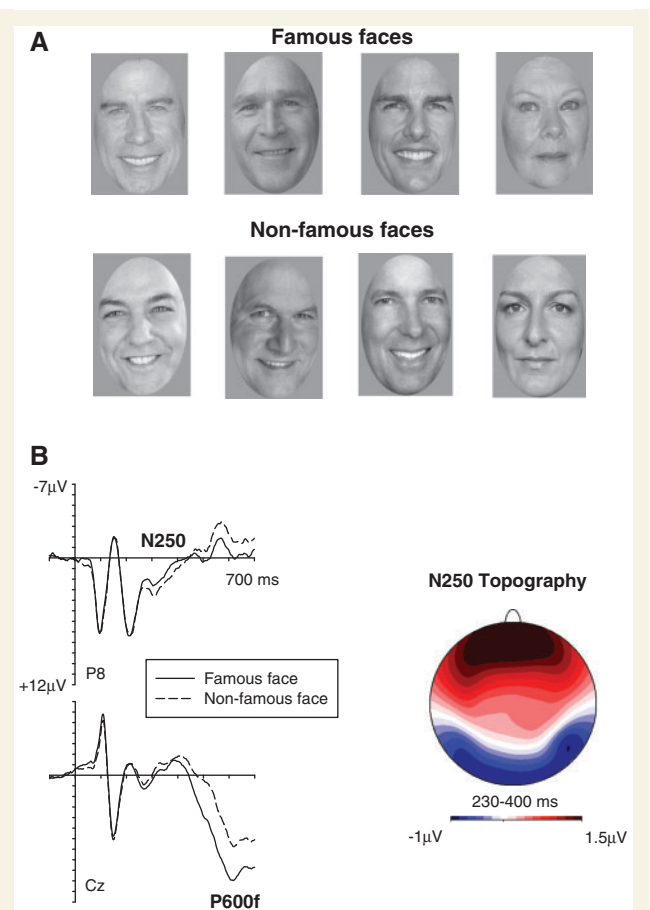 A
Famous faces
Non-famous faces
B
-7μV
N250
700 ms
P8
+12μV
Famous face
Non-famous face
Cz
P600f
N250 Topography
230-400 ms
-1μV
1.5μV